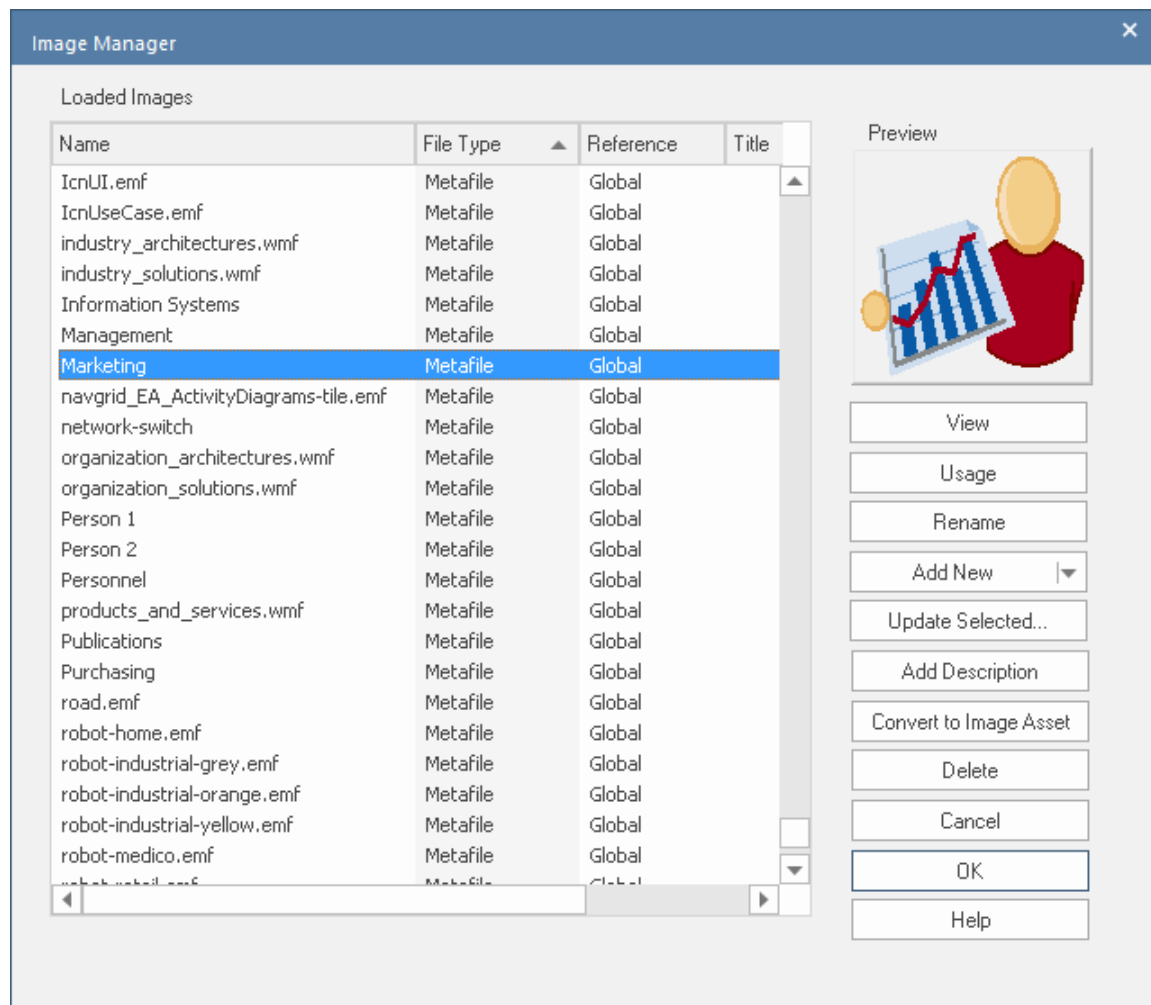 Image Manager
Loaded Images
Name File Type Reference Title
IcnUI.emf Metafile Global
IcnUseCase.emf Metafile Global
industry_architectures.wmf Metafile Global
industry_solutions.wmf Metafile Global
Information Systems Metafile Global
Management Metafile Global
Marketing Metafile Global
navgrid_EA_ActivityDiagrams-tile.emf Metafile Global
network-switch Metafile Global
organization_architectures.wmf Metafile Global
organization_solutions.wmf Metafile Global
Person 1 Metafile Global
Person 2 Metafile Global
Personnel Metafile Global
products_and_services.wmf Metafile Global
Publications Metafile Global
Purchasing Metafile Global
road.emf Metafile Global
robot-home.emf Metafile Global
robot-industrial-grey.emf Metafile Global
robot-industrial-orange.emf Metafile Global
robot-industrial-yellow.emf Metafile Global
robot-medico.emf Metafile Global
robot-retail.emf Metafile Global
Preview
View
Usage
Rename
Add New
Update Selected...
Add Description
Convert to Image Asset
Delete
Cancel
OK
Help